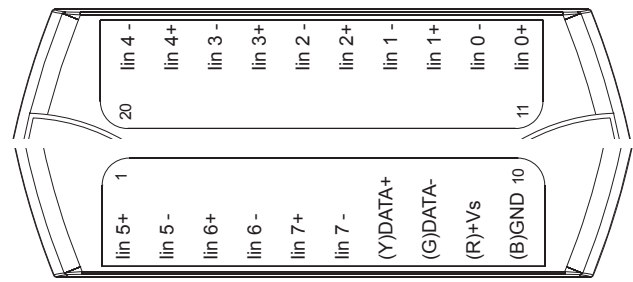 Iin 4 -
Iin 4+
Iin 3 -
Iin 3+
Iin 2 -
Iin 2+
Iin 1 -
Iin 1+
Iin 0 -
Iin 0+
20
11
1
10
Iin 5+
Iin 5 -
Iin 6+
Iin 6 -
Iin 7+
Iin 7 -
(Y)DATA+
(G)DATA-
(R)+Vs
(B)GND